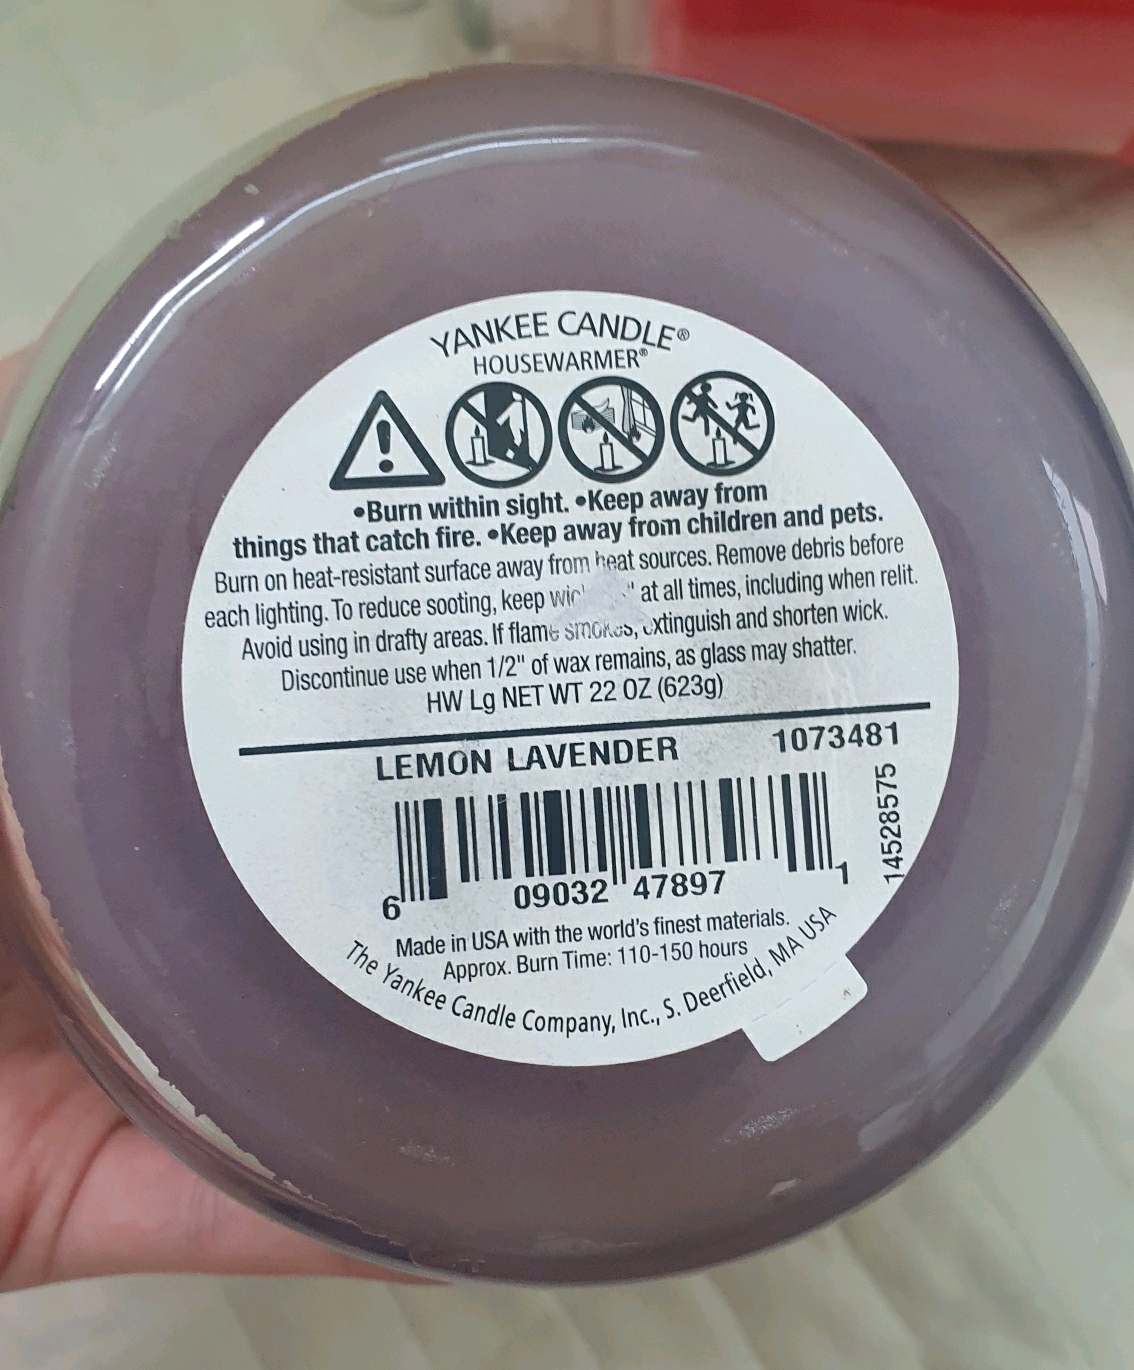 YANKEE CANDLE®
HOUSEWARMER®
•Burn within sight. •Keep away from
things that catch fire. •Keep away from children and pets.
Burn on heat-resistant surface away from heat sources. Remove debris before
each lighting. To reduce sooting, keep at all times, including when relit.
Avoid using in drafty areas. If flame smokes, extinguish and shorten wick.
Discontinue use when 1/2" of wax remains, as glass may shatter.
HW Lg NET WT 22 OZ (623g)
LEMON LAVENDER 1073481
14528575
6 09032 47897 1
Made in USA with the world's finest materials.
Approx. Burn Time: 110-150 hours
The Yankee Candle Company, Inc., S. Deerfield, MA USA